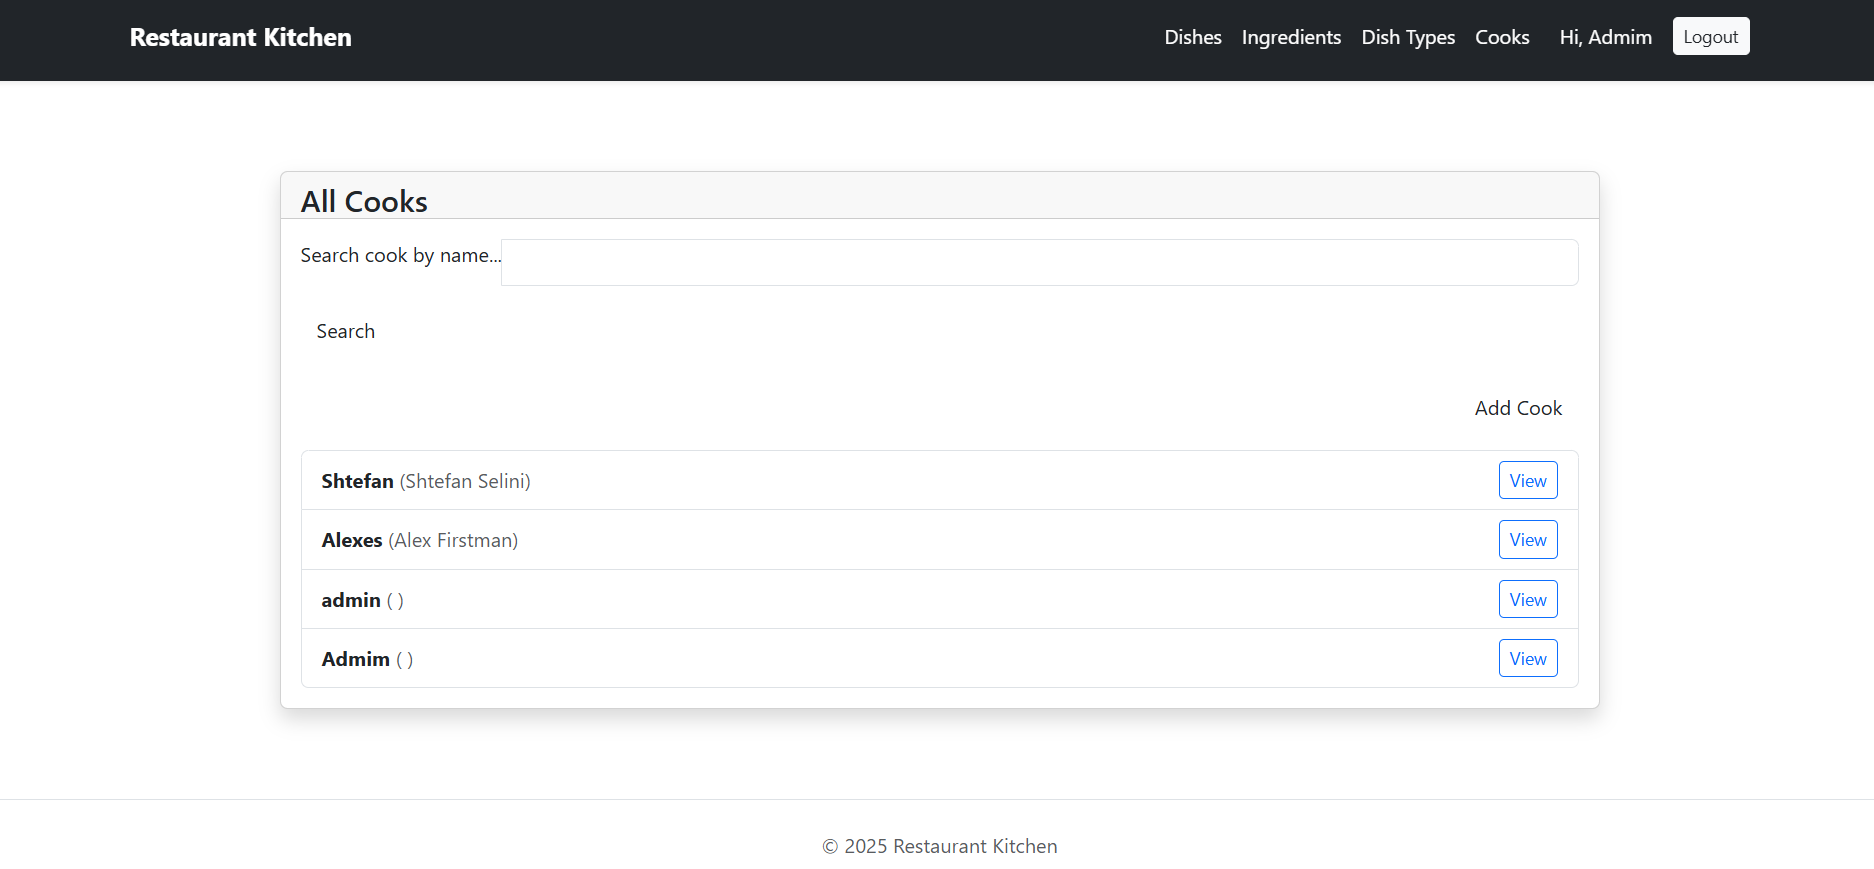 Restaurant Kitchen Dishes Ingredients Dish Types Cooks Hi, Admim Logout
All Cooks
Search cook by name...
Search
Add Cook
Shtefan (Shtefan Selini) View
Alexes (Alex Firstman) View
admin ( ) View
Admim ( ) View
© 2025 Restaurant Kitchen